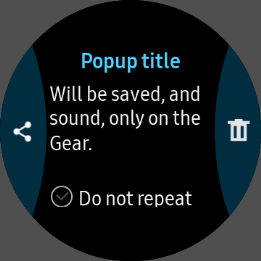 Popup title
Will be saved, and
sound, only on the
Gear.
Do not repeat